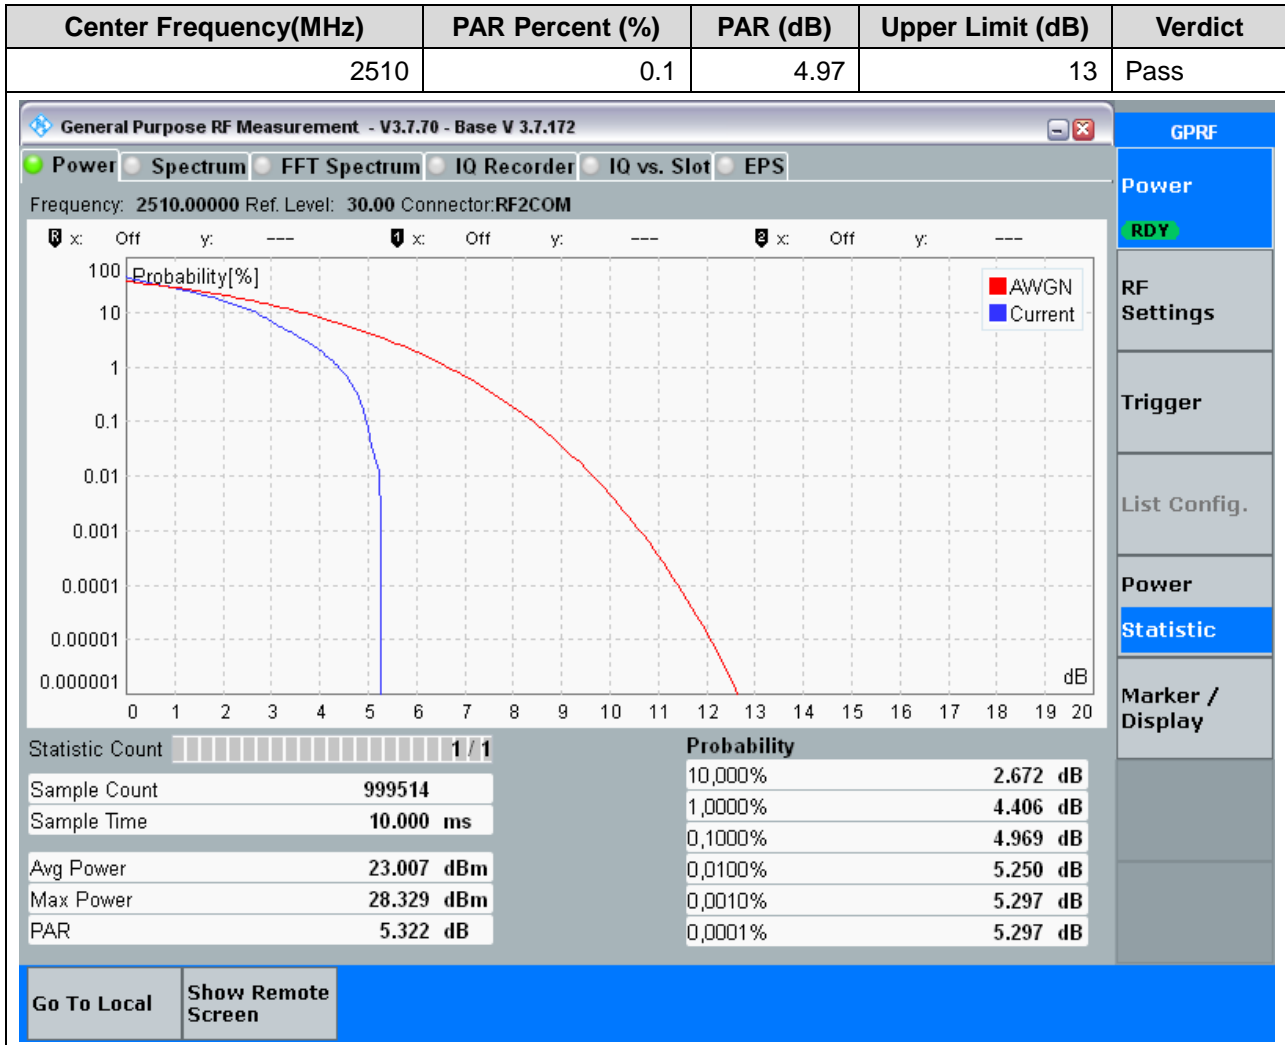 Center Frequency(MHz) PAR Percent (%) PAR (dB) Upper Limit (dB) Verdict
2510 0.1 4.97 13 Pass
General Purpose RF Measurement - V3.7.70 - Base V 3.7.172
GPRF
Power Spectrum FFT Spectrum IQ Recorder IQ vs. Slot EPS
Frequency: 2510.00000 Ref. Level: 30.00 Connector:RF2COM
R x: Off y: --- 1 x: Off y: --- 2 x: Off y: ---
Probability[%]
AWGN
Current
100
10
1
0.1
0.01
0.001
0.0001
0.00001
0.000001
dB
0 1 2 3 4 5 6 7 8 9 10 11 12 13 14 15 16 17 18 19 20
Statistic Count 1 / 1
Sample Count 999514
Sample Time 10.000 ms
Avg Power 23.007 dBm
Max Power 28.329 dBm
PAR 5.322 dB
Probability
10,000% 2.672 dB
1,0000% 4.406 dB
0,1000% 4.969 dB
0,0100% 5.250 dB
0,0010% 5.297 dB
0,0001% 5.297 dB
Power
RDY
RF
Settings
Trigger
List Config.
Power
Statistic
Marker /
Display
Go To Local
Show Remote
Screen